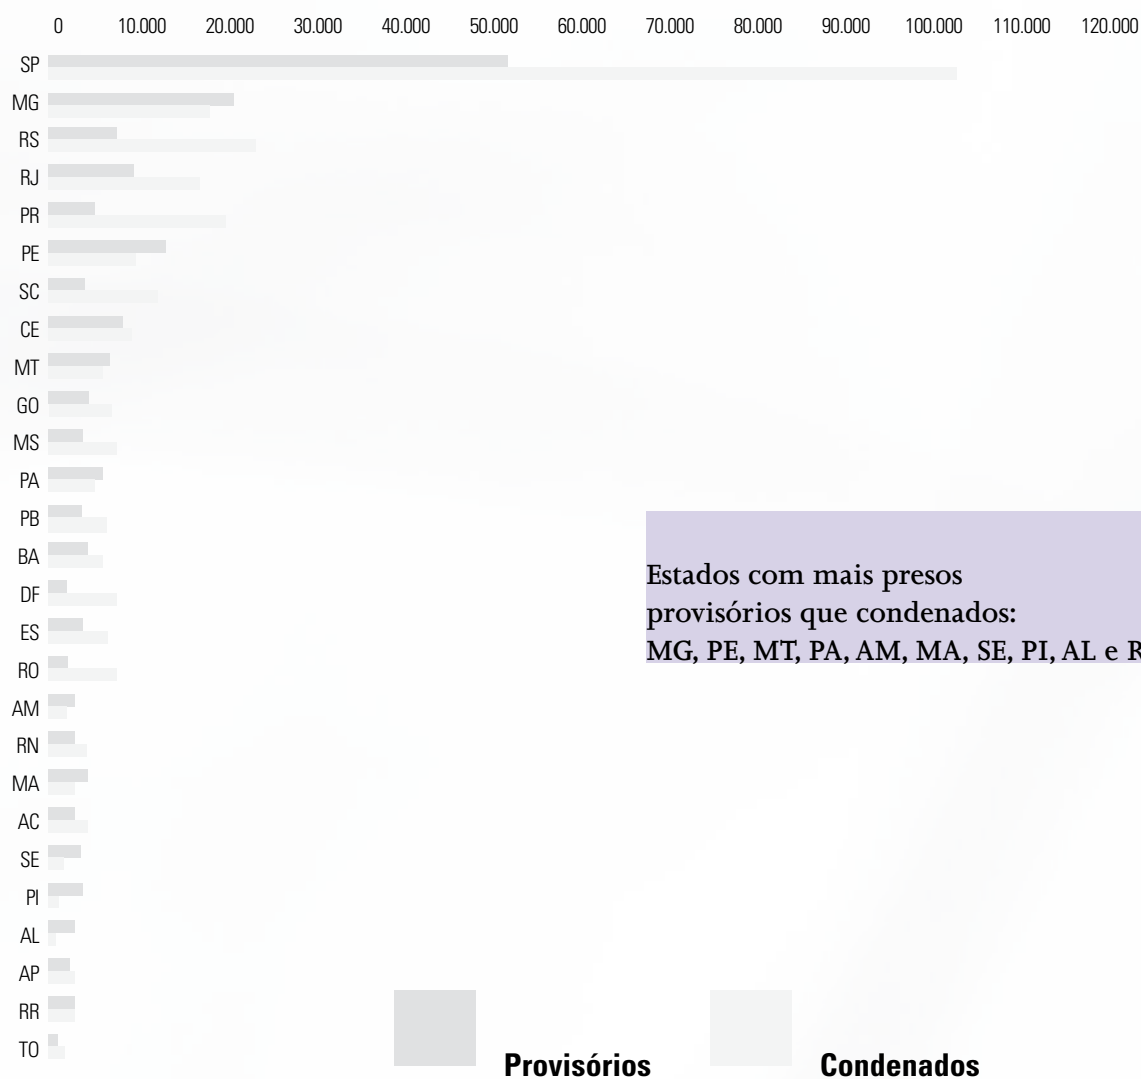 0 10.000 20.000 30.000 40.000 50.000 60.000 70.000 80.000 90.000 100.000 110.000 120.000
SP
MG
RS
RJ
PR
PE
SC
CE
MT
GO
MS
PA
PB
BA
DF
ES
RO
AM
RN
MA
AC
SE
PI
AL
AP
RR
TO
Estados com mais presos
provisórios que condenados:
MG, PE, MT, PA, AM, MA, SE, PI, AL e
Provisórios Condenados